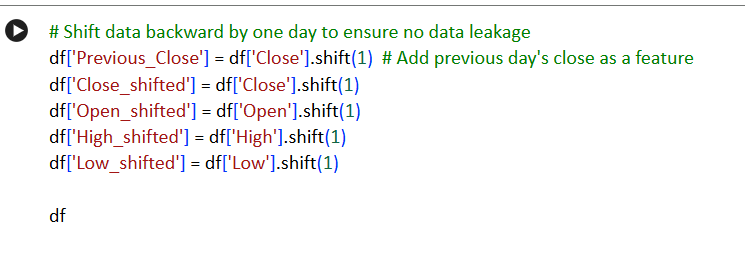 # Shift data backward by one day to ensure no data leakage
df['Previous_Close'] = df['Close'].shift(1)  # Add previous day's close as a feature
df['Close_shifted'] = df['Close'].shift(1)
df['Open_shifted'] = df['Open'].shift(1)
df['High_shifted'] = df['High'].shift(1)
df['Low_shifted'] = df['Low'].shift(1)
df